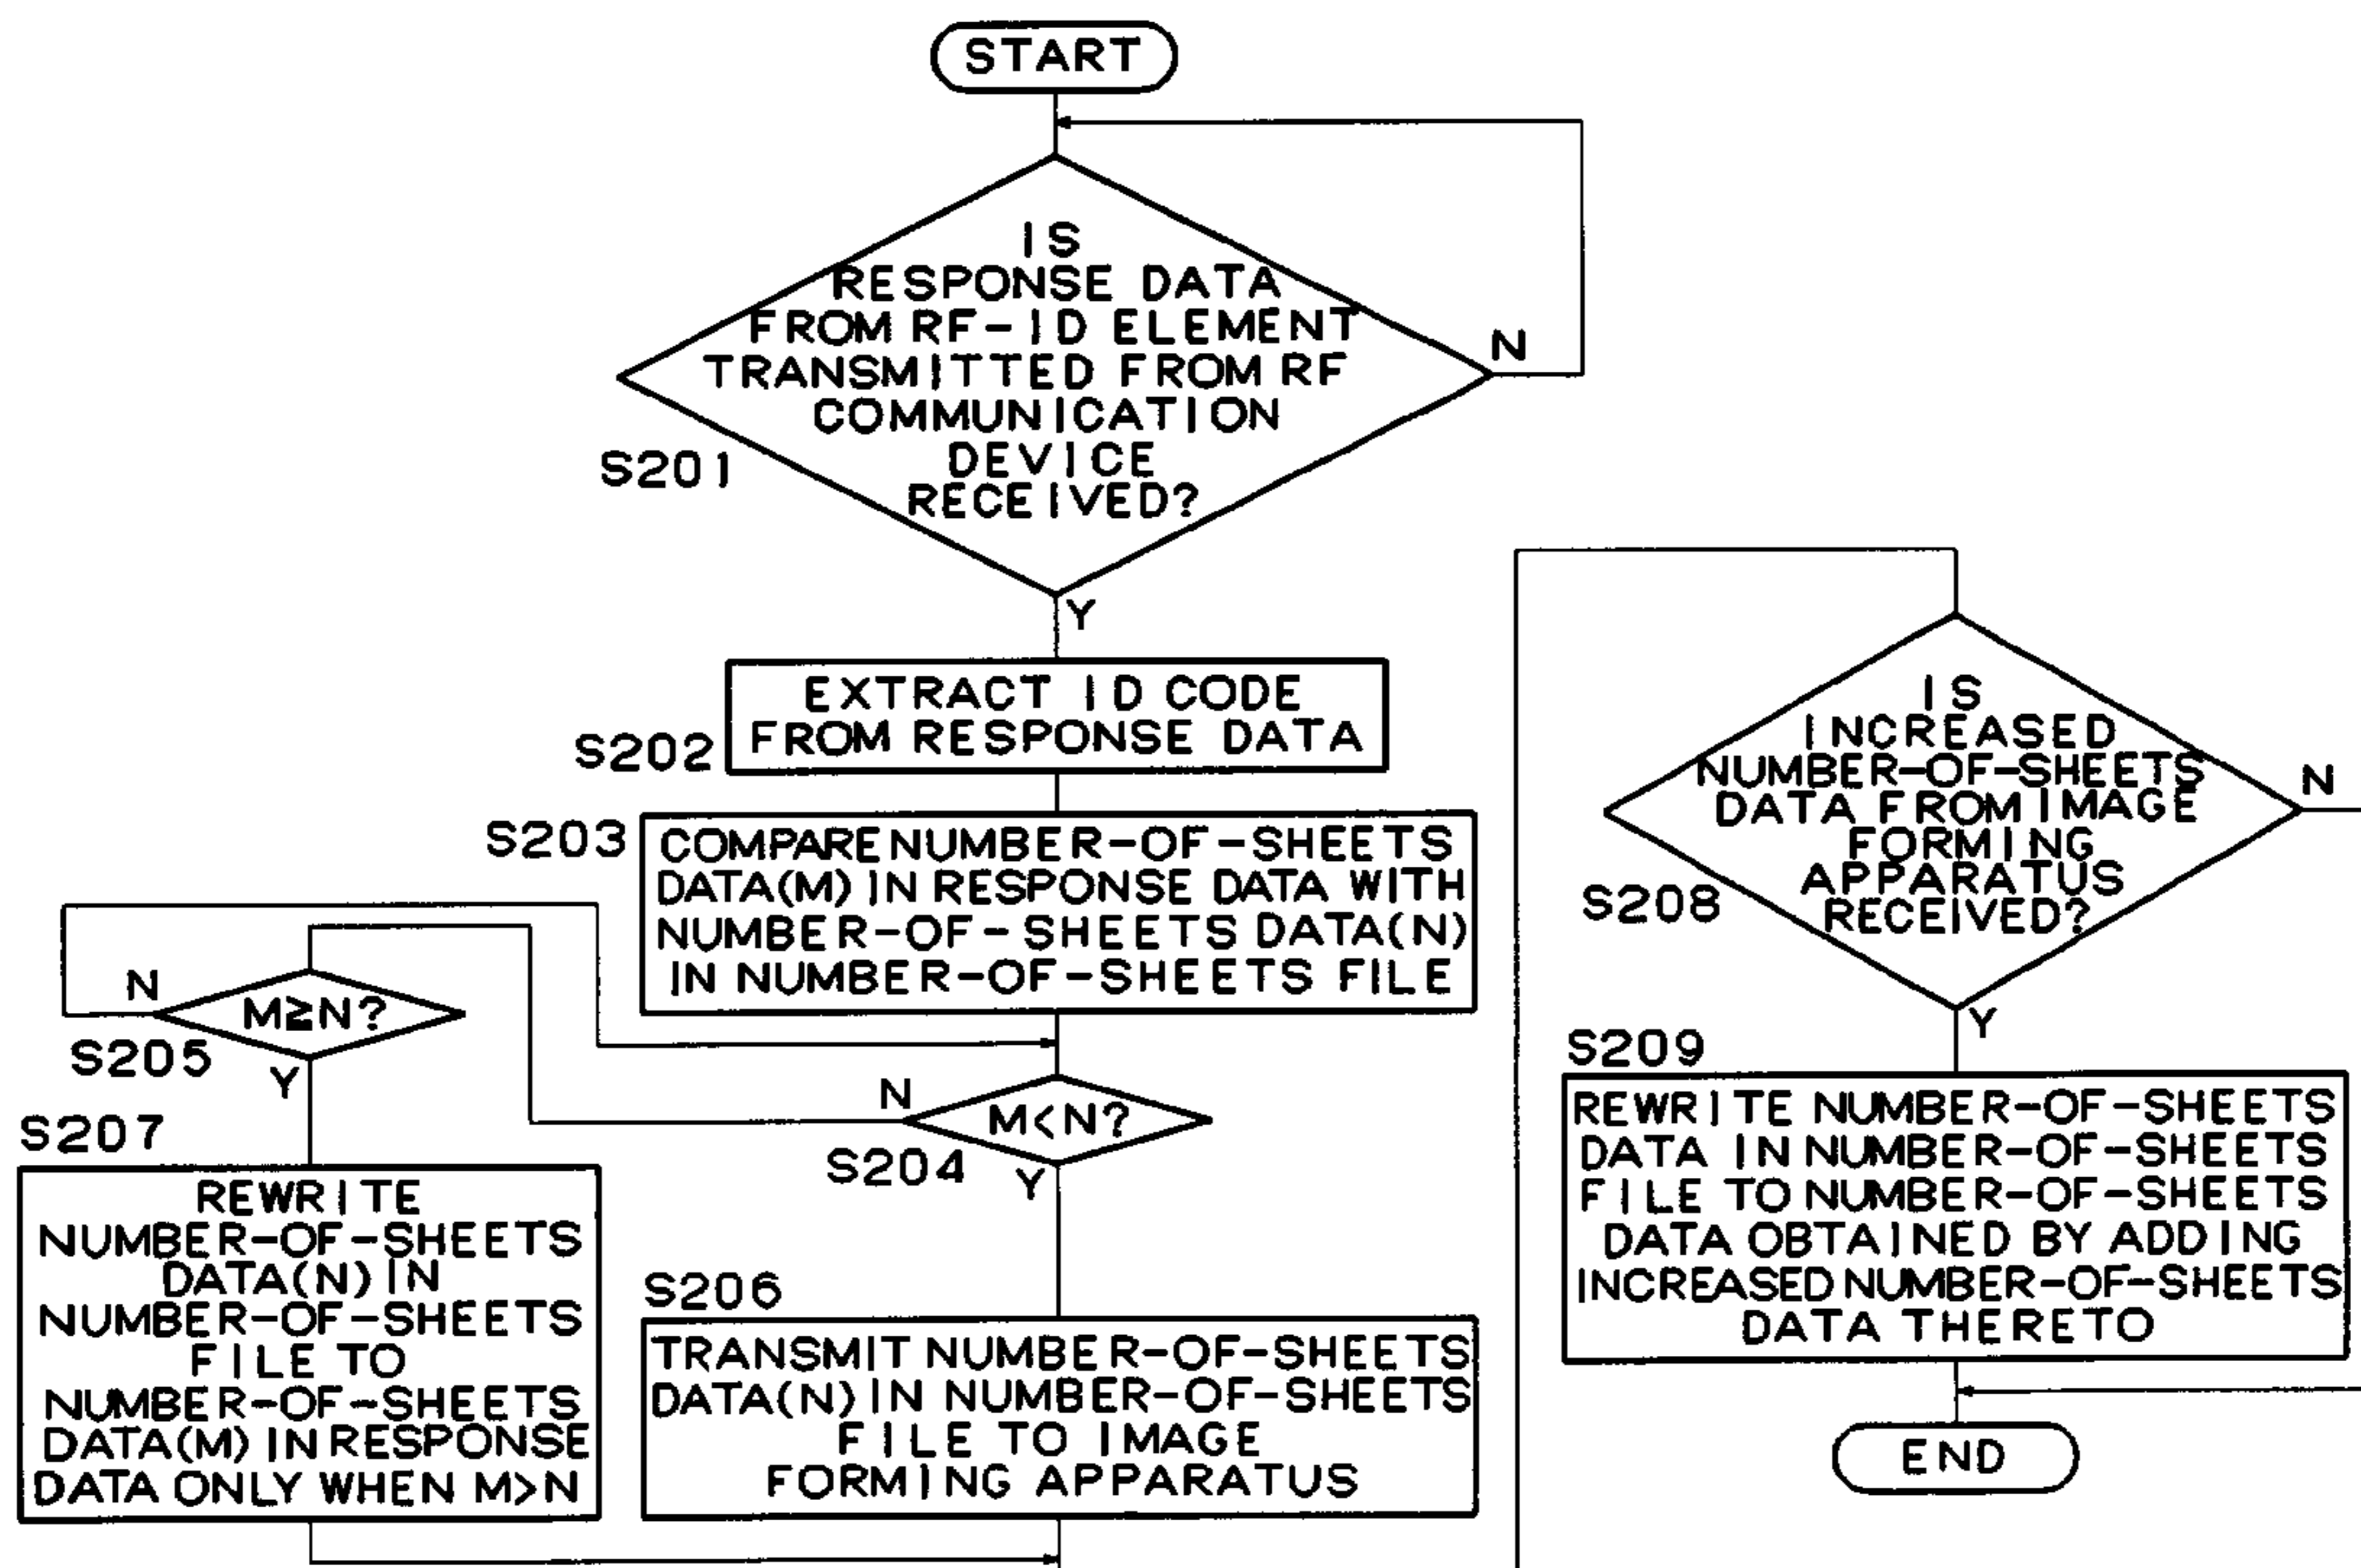 START
IS
RESPONSE DATA
FROM RF-ID ELEMENT
TRANSMITTED FROM RF
COMMUNICATION
DEVICE
RECEIVED?
N
S201
Y
EXTRACT ID CODE
FROM RESPONSE DATA
S202
S203
COMPARE NUMBER-OF-SHEETS
DATA(M) IN RESPONSE DATA WITH
NUMBER-OF-SHEETS DATA(N)
IN NUMBER-OF-SHEETS FILE
M<N?
N
S204
Y
M≧N?
N
S205
Y
S207
REWRITE
NUMBER-OF-SHEETS
DATA(N) IN
NUMBER-OF-SHEETS
FILE TO
NUMBER-OF-SHEETS
DATA(M) IN RESPONSE
DATA ONLY WHEN M>N
S206
TRANSMIT NUMBER-OF-SHEETS
DATA(N) IN NUMBER-OF-SHEETS
FILE TO IMAGE
FORMING APPARATUS
IS
INCREASED
NUMBER-OF-SHEETS
DATA FROM IMAGE
FORMING
APPARATUS
RECEIVED?
N
S208
Y
S209
REWRITE NUMBER-OF-SHEETS
DATA IN NUMBER-OF-SHEETS
FILE TO NUMBER-OF-SHEETS
DATA OBTAINED BY ADDING
INCREASED NUMBER-OF-SHEETS
DATA THERETO
END